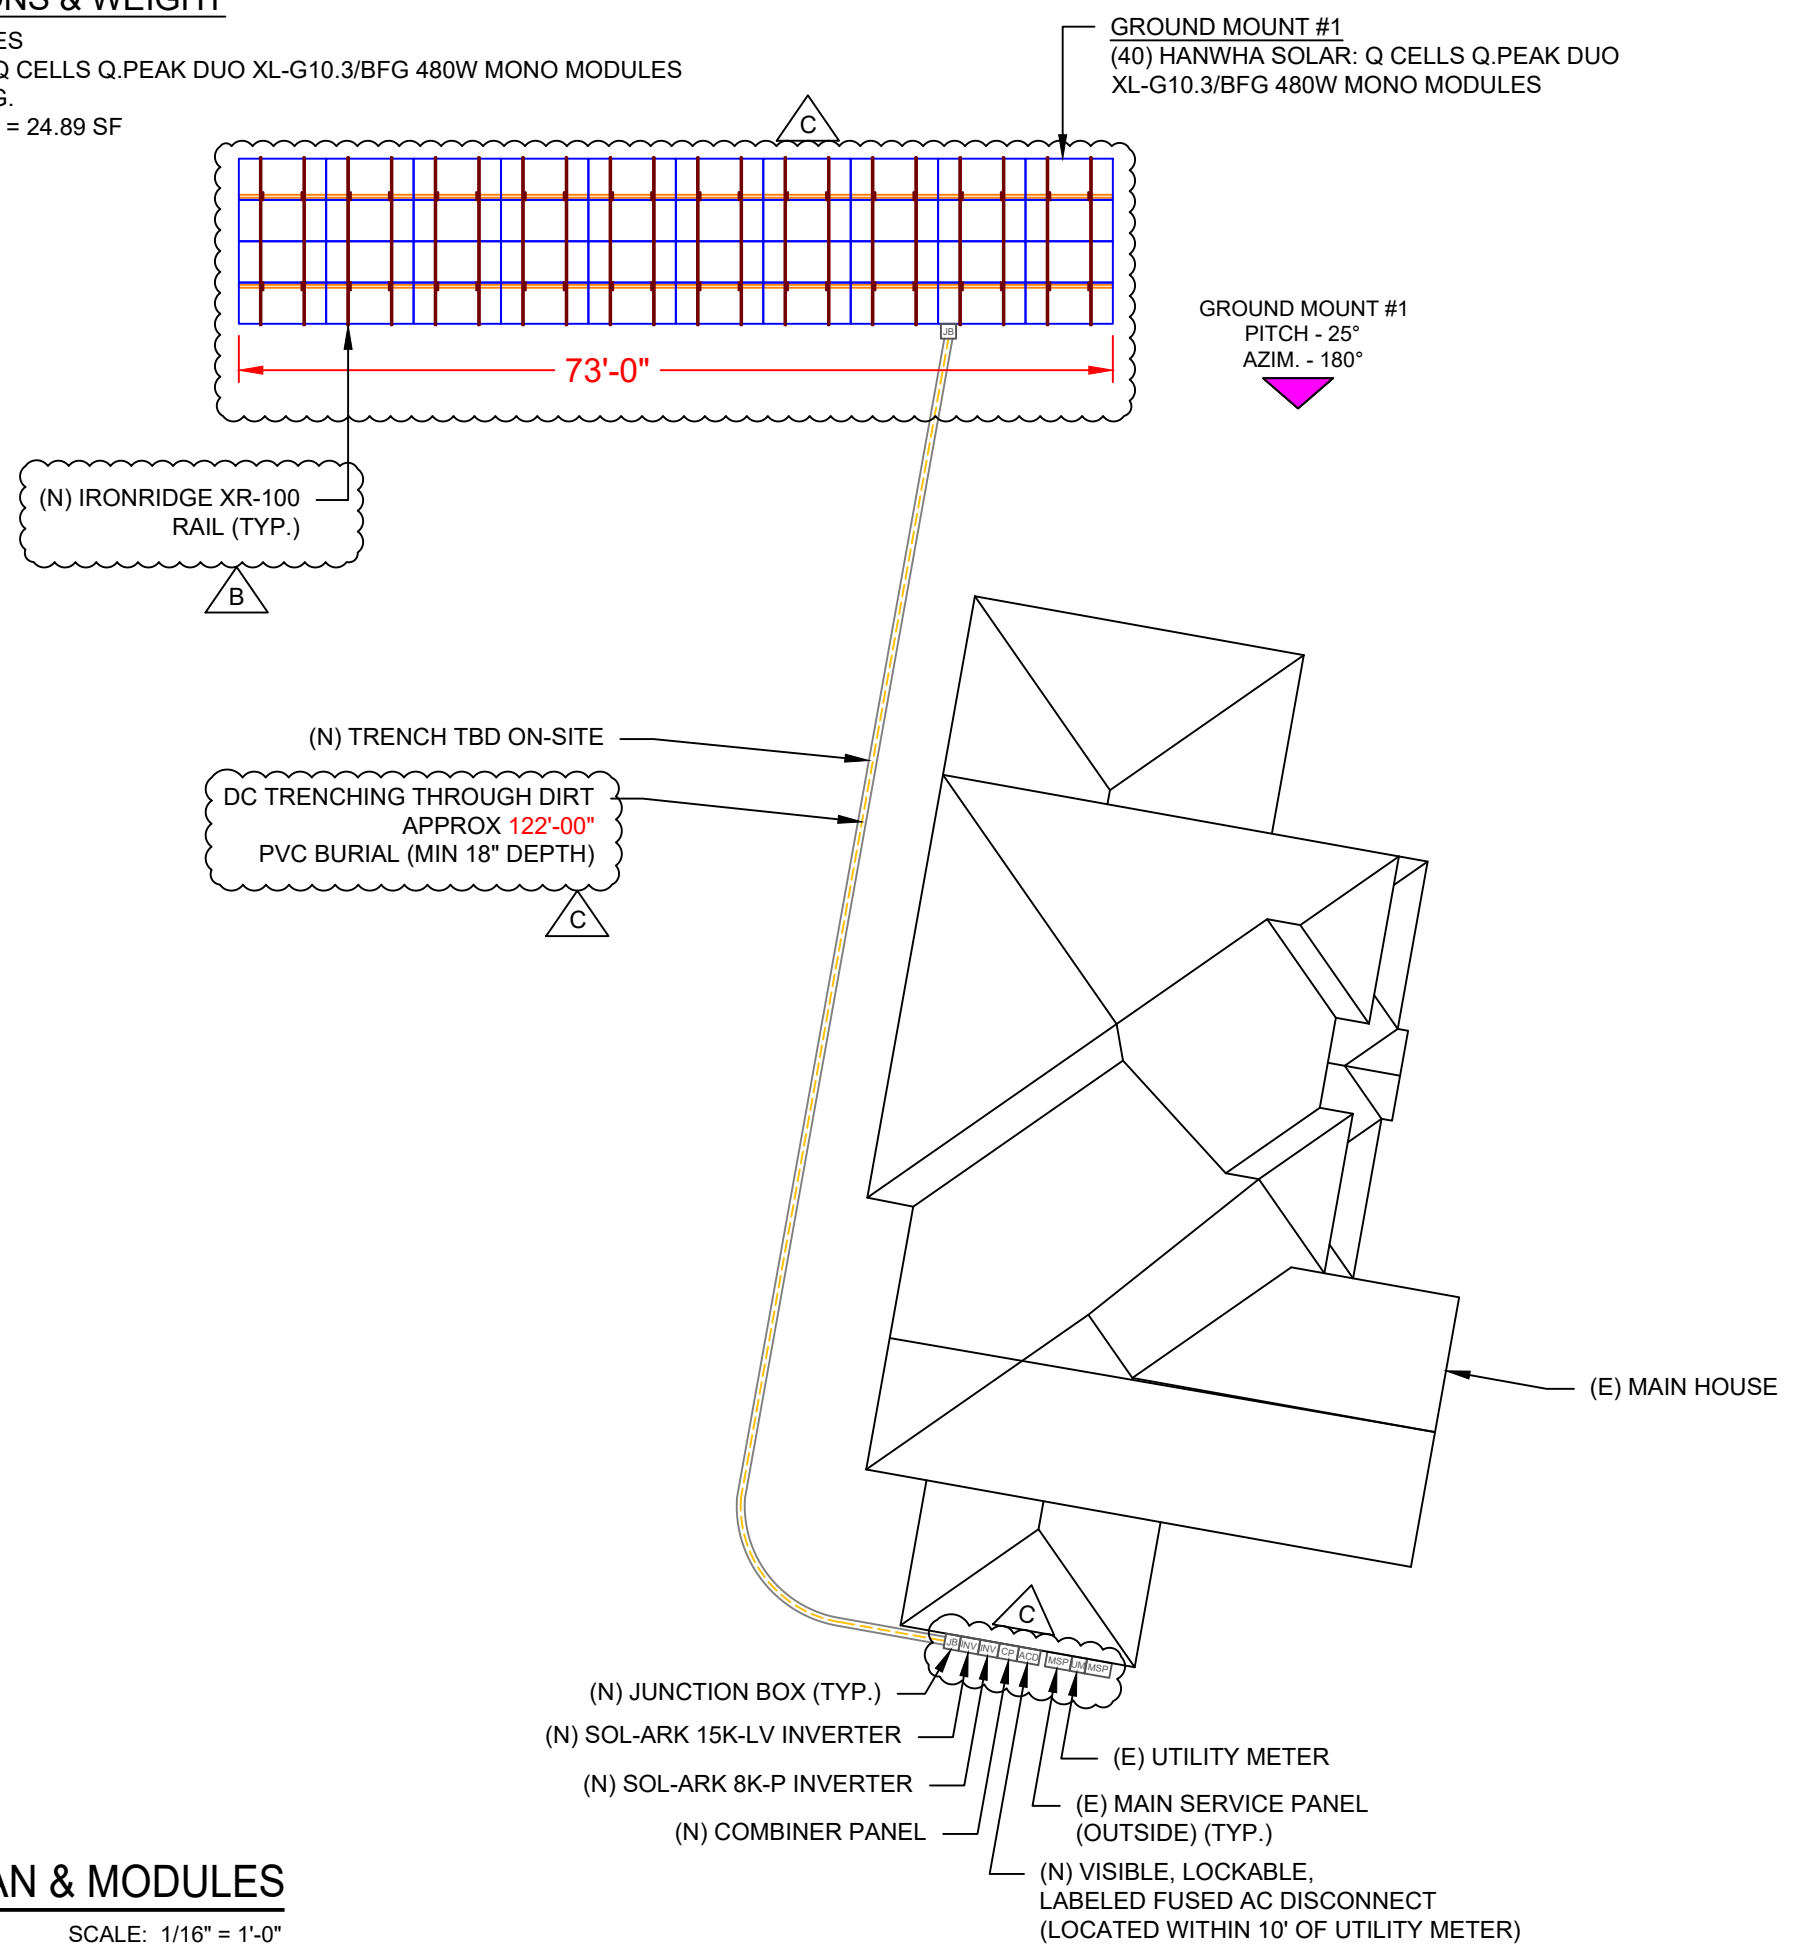 ONS & WEIGHT
ES
Q CELLS Q.PEAK DUO XL-G10.3/BFG 480W MONO MODULES
G.
= 24.89 SF
GROUND MOUNT #1
(40) HANWHA SOLAR: Q CELLS Q.PEAK DUO
XL-G10.3/BFG 480W MONO MODULES
C
JB
73'-0"
GROUND MOUNT #1
PITCH - 25°
AZIM. - 180°
(N) IRONRIDGE XR-100
RAIL (TYP.)
B
(N) TRENCH TBD ON-SITE
DC TRENCHING THROUGH DIRT
APPROX 122'-00"
PVC BURIAL (MIN 18" DEPTH)
C
(E) MAIN HOUSE
C
JB INV INV CP ACD MSP UM MSP
(N) JUNCTION BOX (TYP.)
(N) SOL-ARK 15K-LV INVERTER
(N) SOL-ARK 8K-P INVERTER
(N) COMBINER PANEL
(E) UTILITY METER
(E) MAIN SERVICE PANEL
(OUTSIDE) (TYP.)
(N) VISIBLE, LOCKABLE,
LABELED FUSED AC DISCONNECT
(LOCATED WITHIN 10' OF UTILITY METER)
AN & MODULES
SCALE: 1/16" = 1'-0"